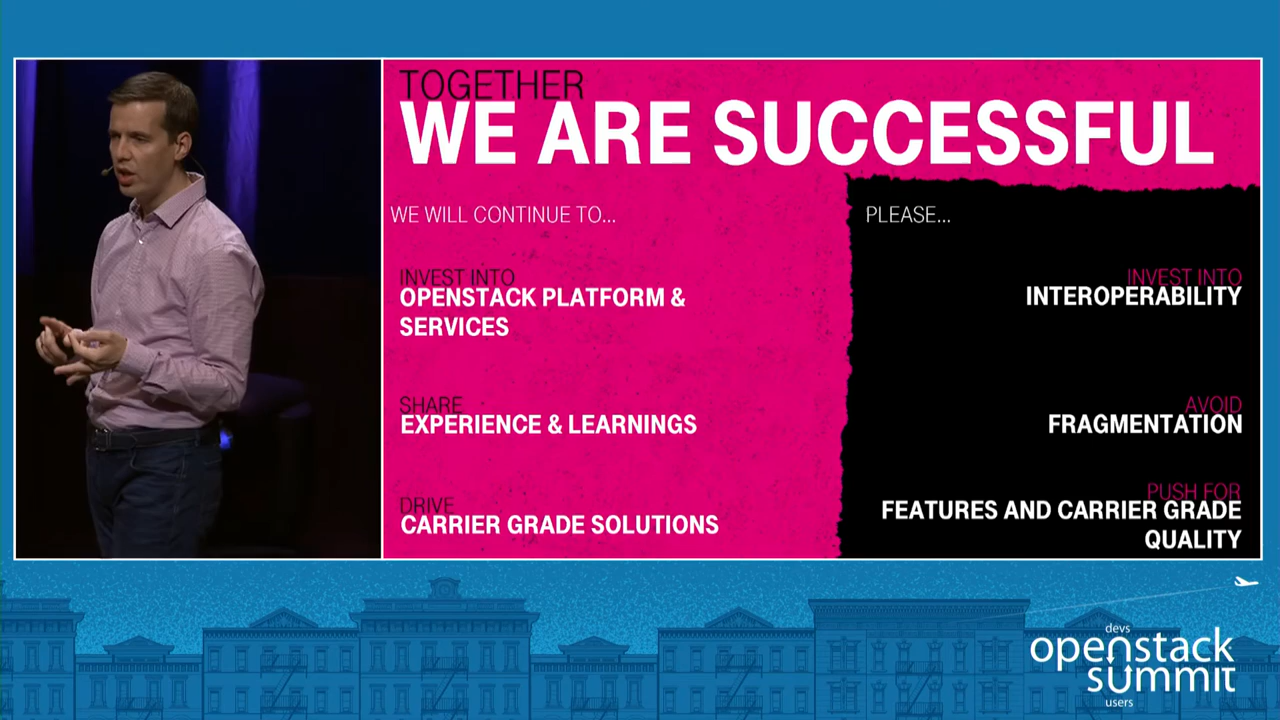 TOGETHER
WE ARE SUCCESSFUL
WE WILL CONTINUE TO...
INVEST INTO
OPENSTACK PLATFORM &
SERVICES
SHARE
EXPERIENCE & LEARNINGS
DRIVE
CARRIER GRADE SOLUTIONS
PLEASE...
INVEST INTO
INTEROPERABILITY
AVOID
FRAGMENTATION
PUSH FOR
FEATURES AND CARRIER GRADE
QUALITY
devs
openstack
summit
users